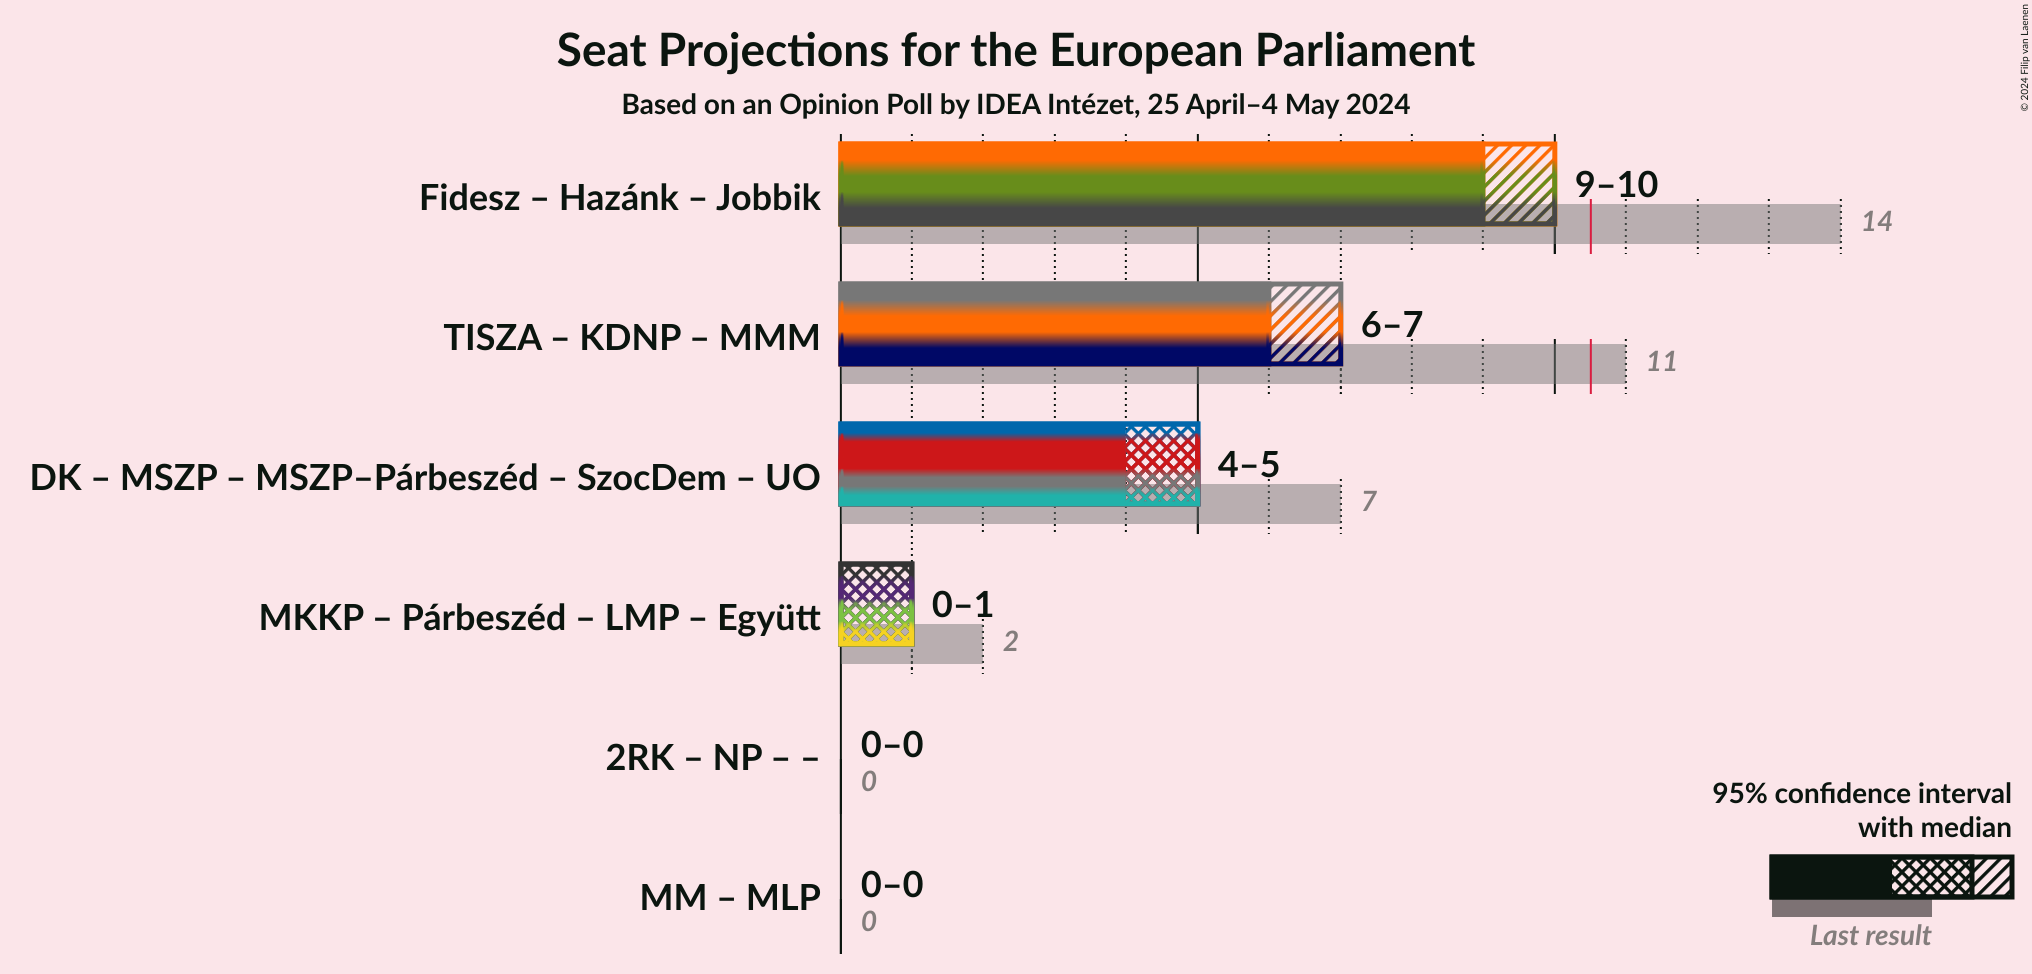 Seat Projections for the European Parliament
Based on an Opinion Poll by IDEA Intézet, 25 April–4 May 2024
© 2024 Filip van Laenen
Fidesz – Hazánk – Jobbik
9–10
14
TISZA – KDNP – MMM
6–7
11
DK – MSZP – MSZP–Párbeszéd – SzocDem – UO
4–5
7
MKKP – Párbeszéd – LMP – Együtt
0–1
2
2RK – NP – –
0–0
0
MM – MLP
0–0
0
95% confidence interval
with median
Last result